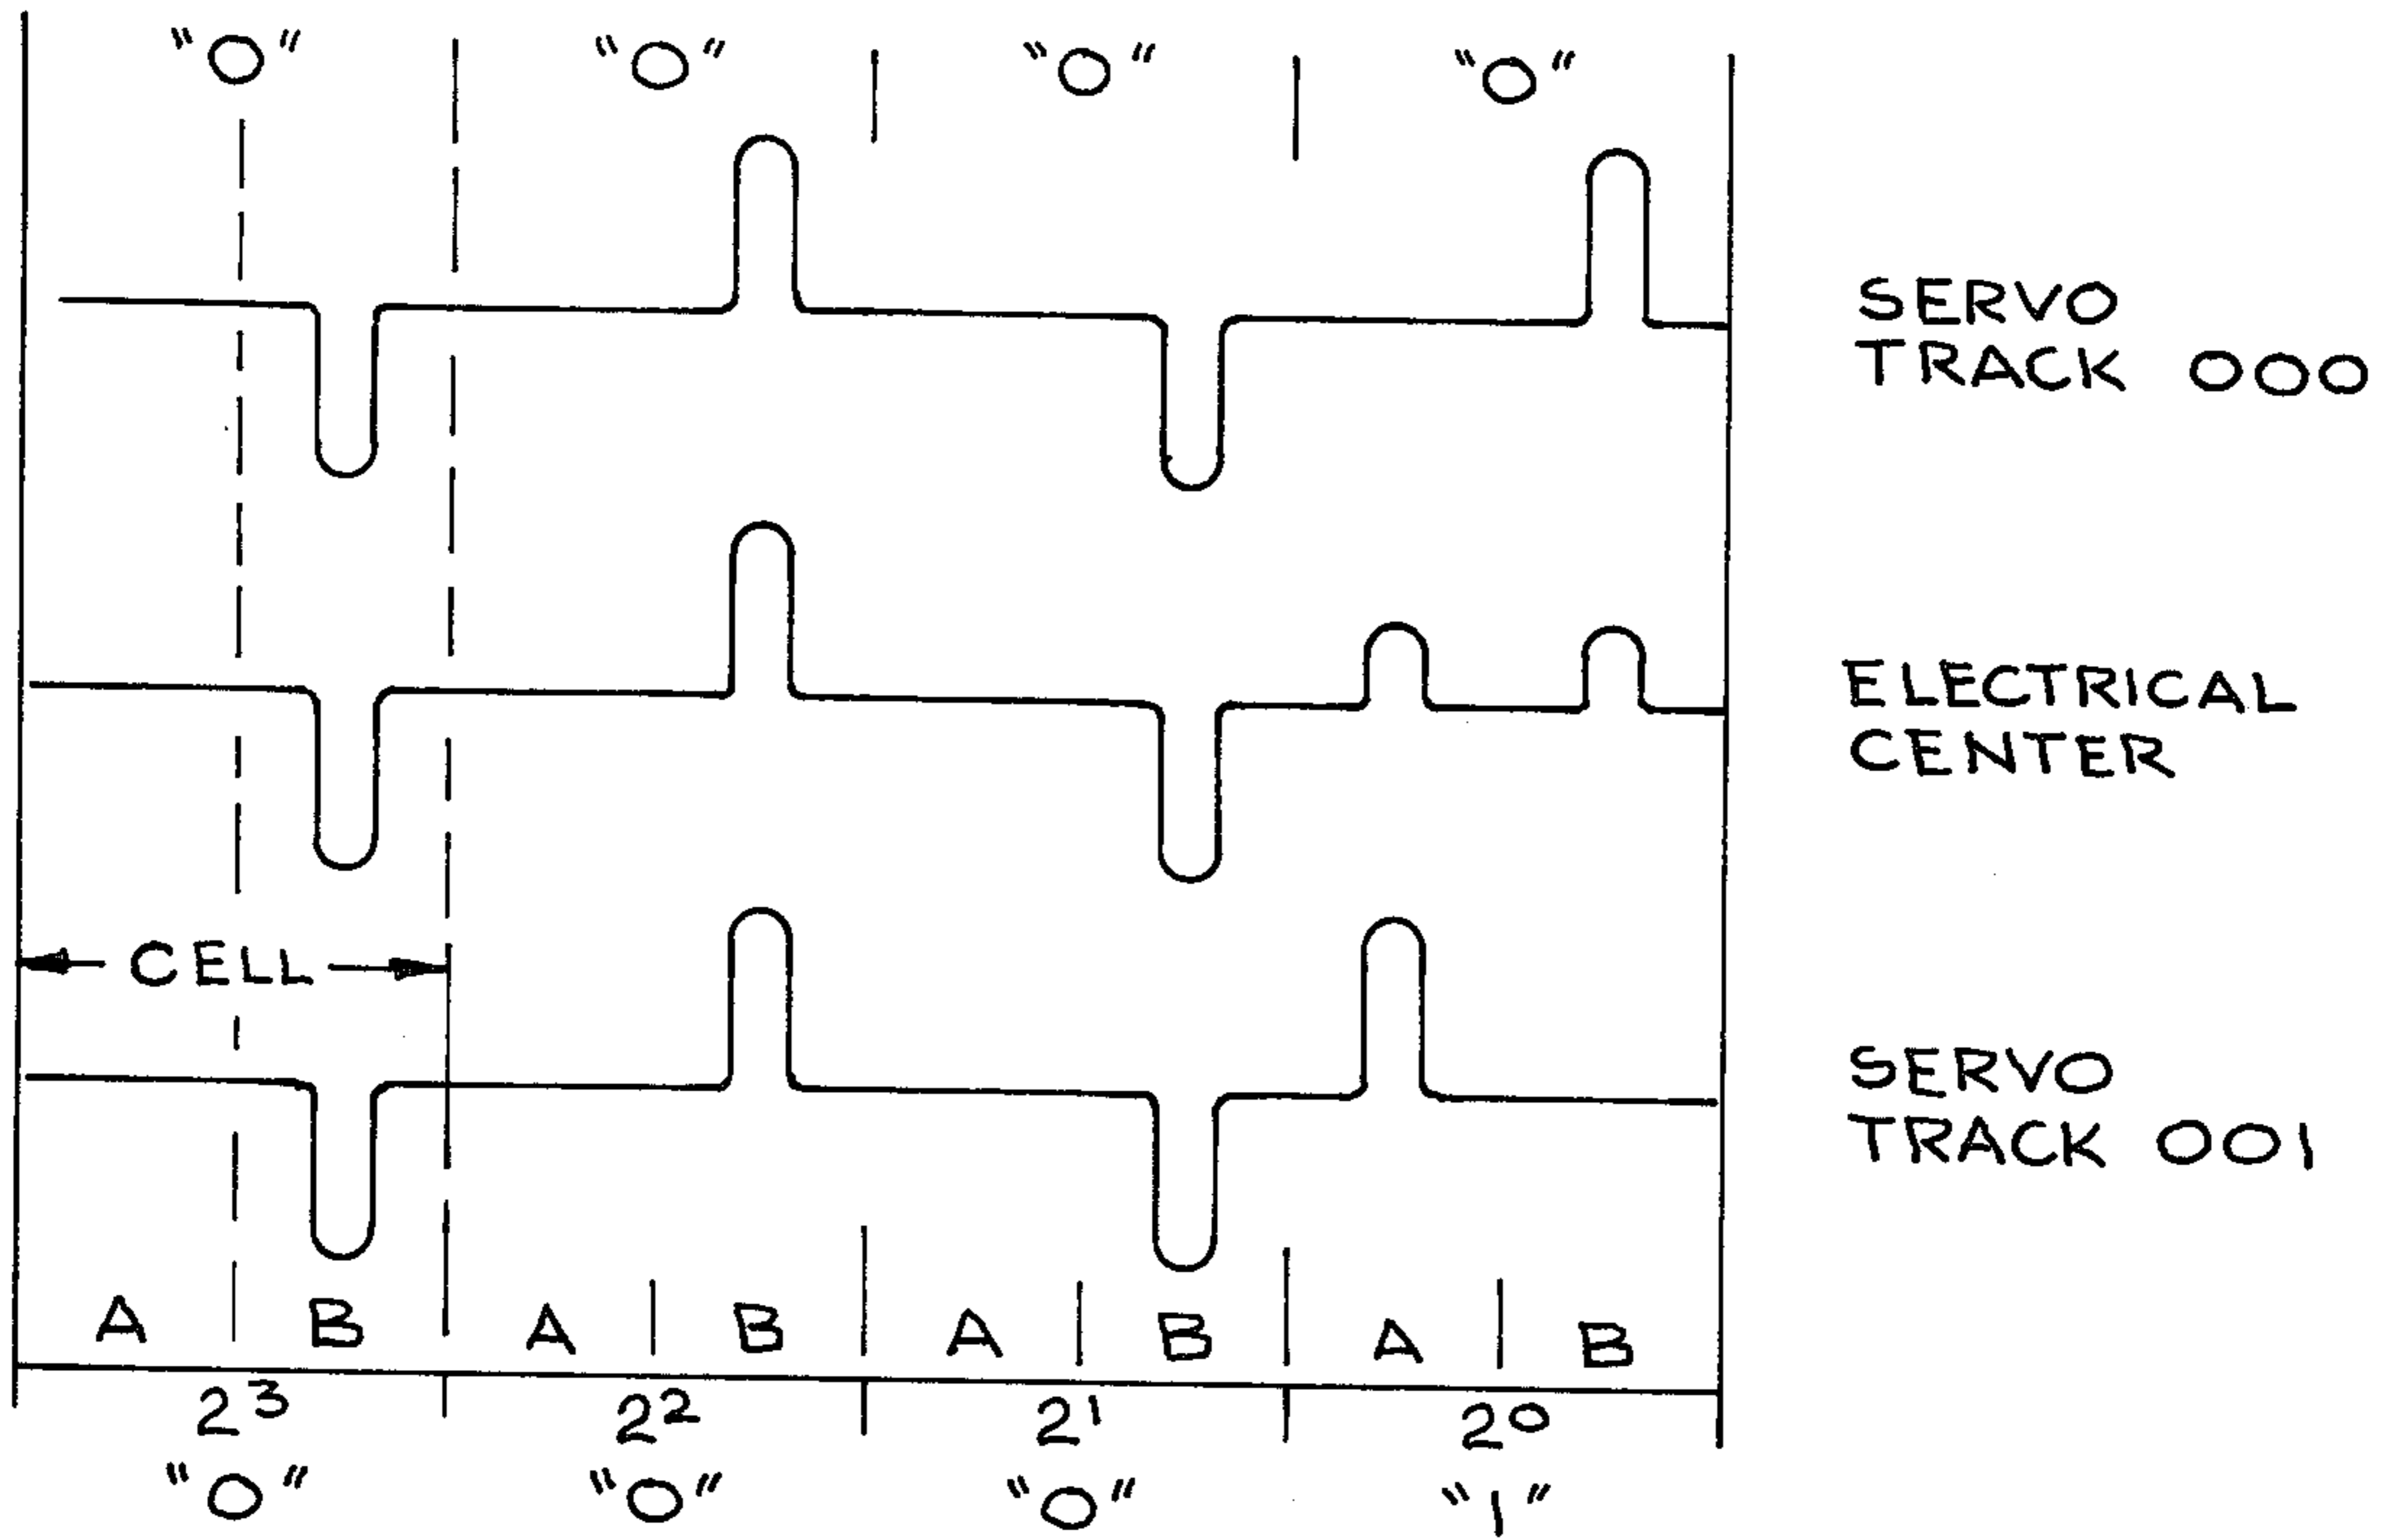 "0" "0" "0" "0"
SERVO
TRACK 000
ELECTRICAL
CENTER
CELL
SERVO
TRACK 001
A B A B A B A B
2³ 2² 2¹ 2⁰
"0" "0" "0" "1"